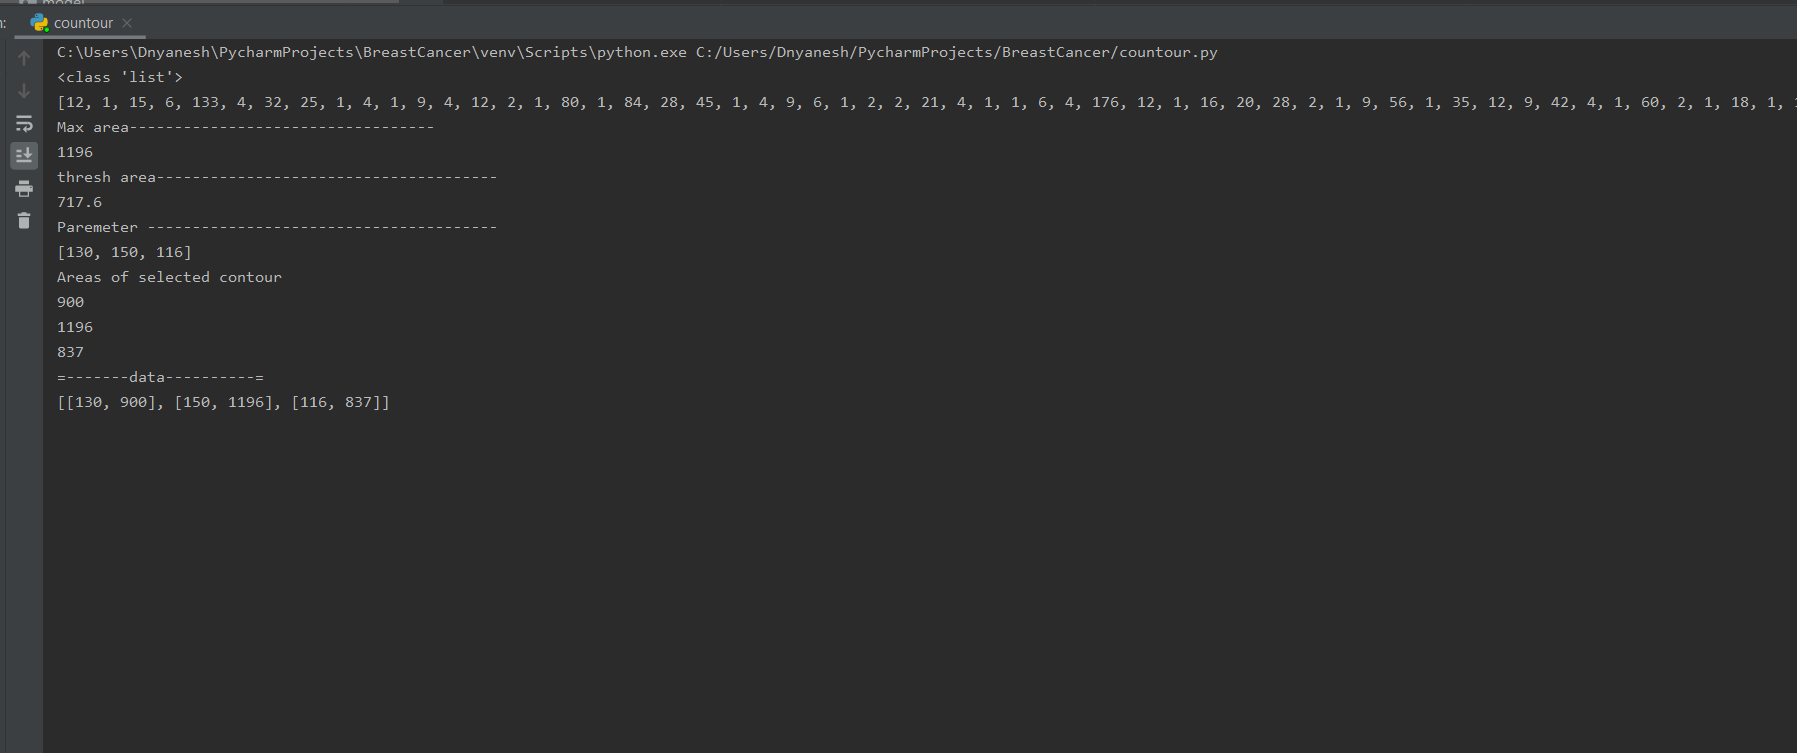 model
n:
countour
C:\Users\Dnyanesh\PycharmProjects\BreastCancer\venv\Scripts\python.exe C:/Users/Dnyanesh/PycharmProjects/BreastCancer/countour.py
<class 'list'>
[12, 1, 15, 6, 133, 4, 32, 25, 1, 4, 1, 9, 4, 12, 2, 1, 80, 1, 84, 28, 45, 1, 4, 9, 6, 1, 2, 2, 21, 4, 1, 1, 6, 4, 176, 12, 1, 16, 20, 28, 2, 1, 9, 56, 1, 35, 12, 9, 42, 4, 1, 60, 2, 1, 18, 1,
Max area----------------------------------
1196
thresh area--------------------------------------
717.6
Paremeter ---------------------------------------
[130, 150, 116]
Areas of selected contour
900
1196
837
=-------data----------=
[[130, 900], [150, 1196], [116, 837]]